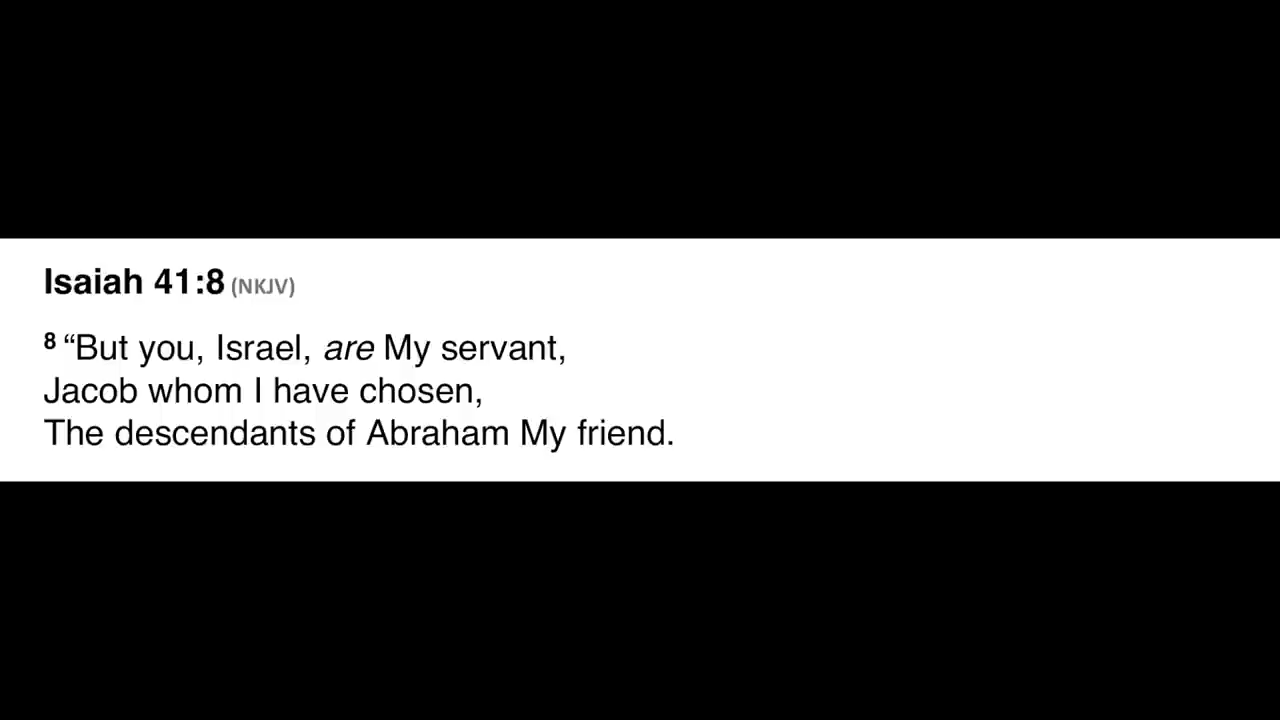 Isaiah 41:8 (NKJV)
8 “But you, Israel, are My servant,
Jacob whom I have chosen,
The descendants of Abraham My friend.